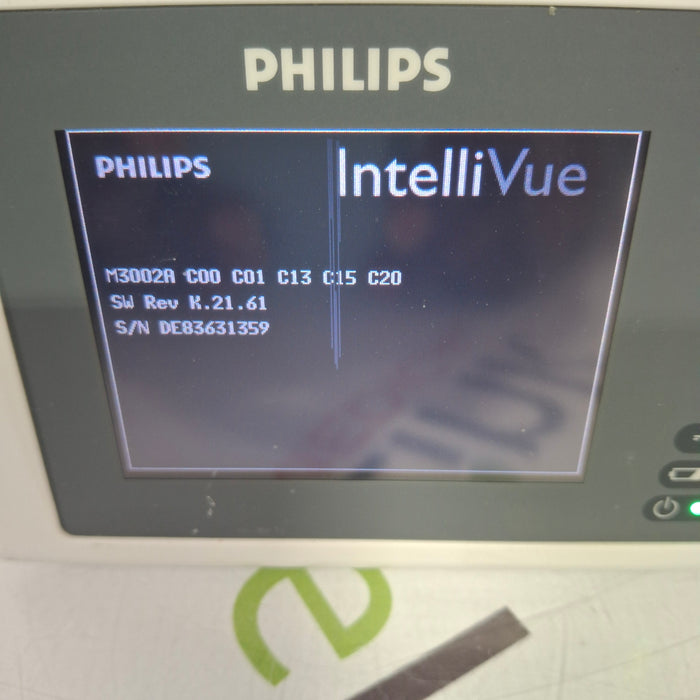 PHILIPS
PHILIPS
IntelliVue
M3002A C00 C01 C13 C15 C20
SW Rev K.21.61
S/N DE83631359